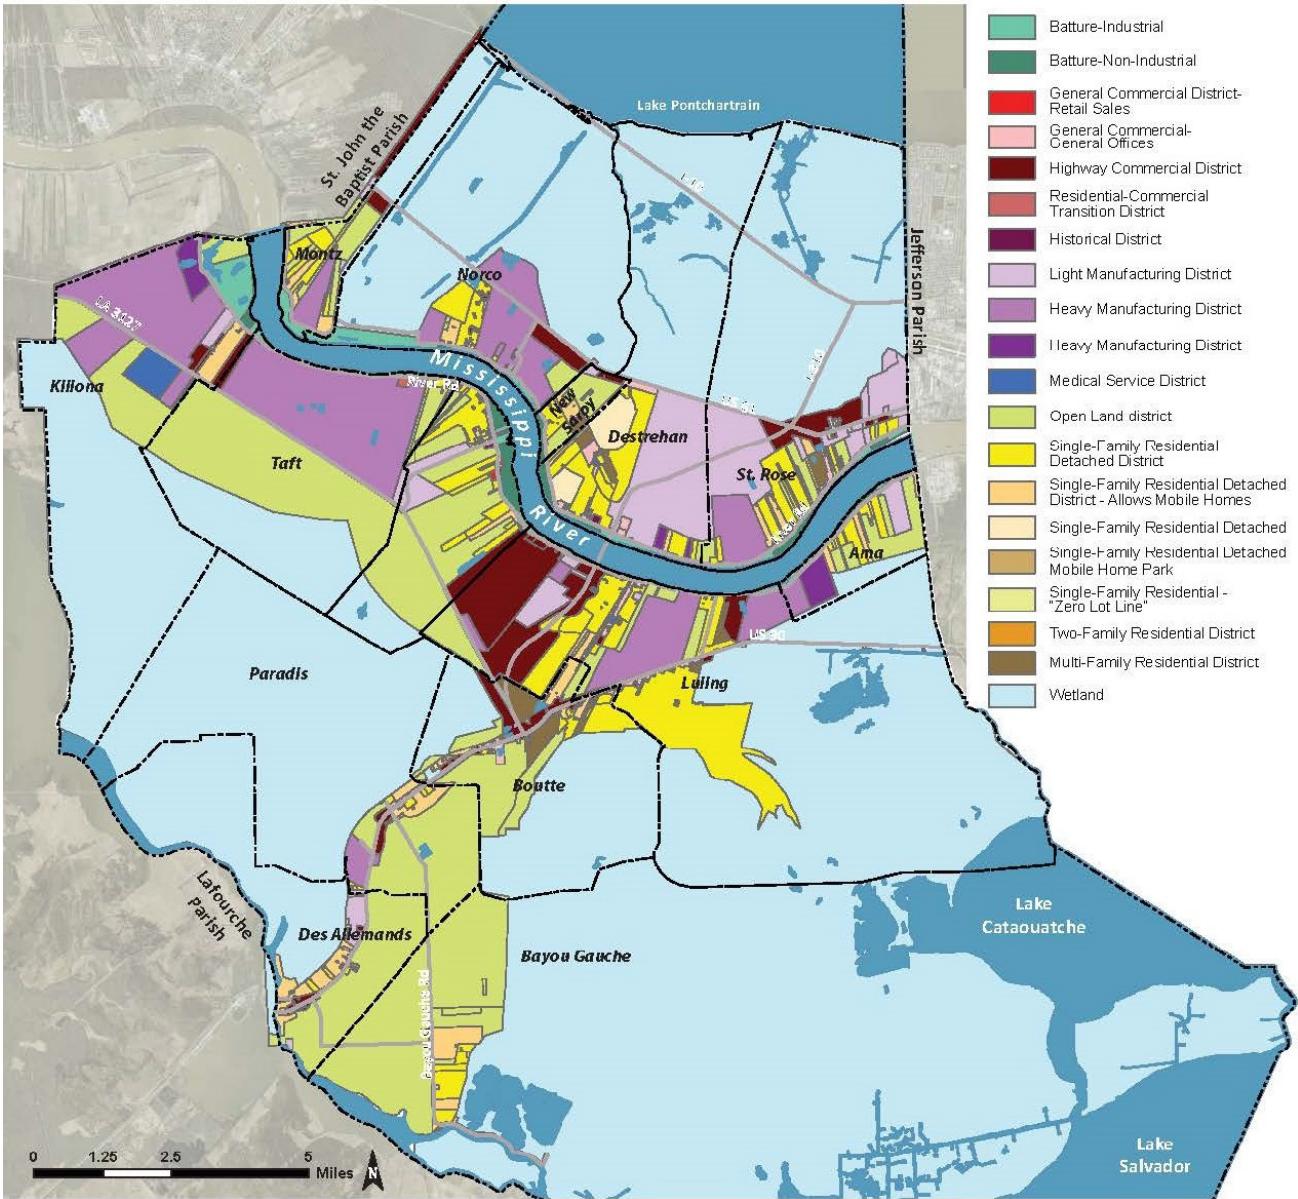 Lake Pontchartrain
St. John the
Baptist Parish
Jefferson Parish
Montz
Norco
LA 3127
Killona
Mississippi
River Rd
New
Sarpy
Destrehan
St. Rose
Taft
River
Ama
US 90
Paradis
Luling
Boutte
Lafourche
Parish
Des Allemands
Bayou Gauche
Bayou Gauche Rd
Lake
Cataouatche
Lake
Salvador
0 1.25 2.5 5
Miles
N
Batture-Industrial
Batture-Non-Industrial
General Commercial District-
Retail Sales
General Commercial-
General Offices
Highway Commercial District
Residential-Commercial
Transition District
Historical District
Light Manufacturing District
Heavy Manufacturing District
Heavy Manufacturing District
Medical Service District
Open Land district
Single-Family Residential
Detached District
Single-Family Residential Detached
District - Allows Mobile Homes
Single-Family Residential Detached
Single-Family Residential Detached
Mobile Home Park
Single-Family Residential -
"Zero Lot Line"
Two-Family Residential District
Multi-Family Residential District
Wetland